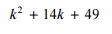 k² + 14k + 49